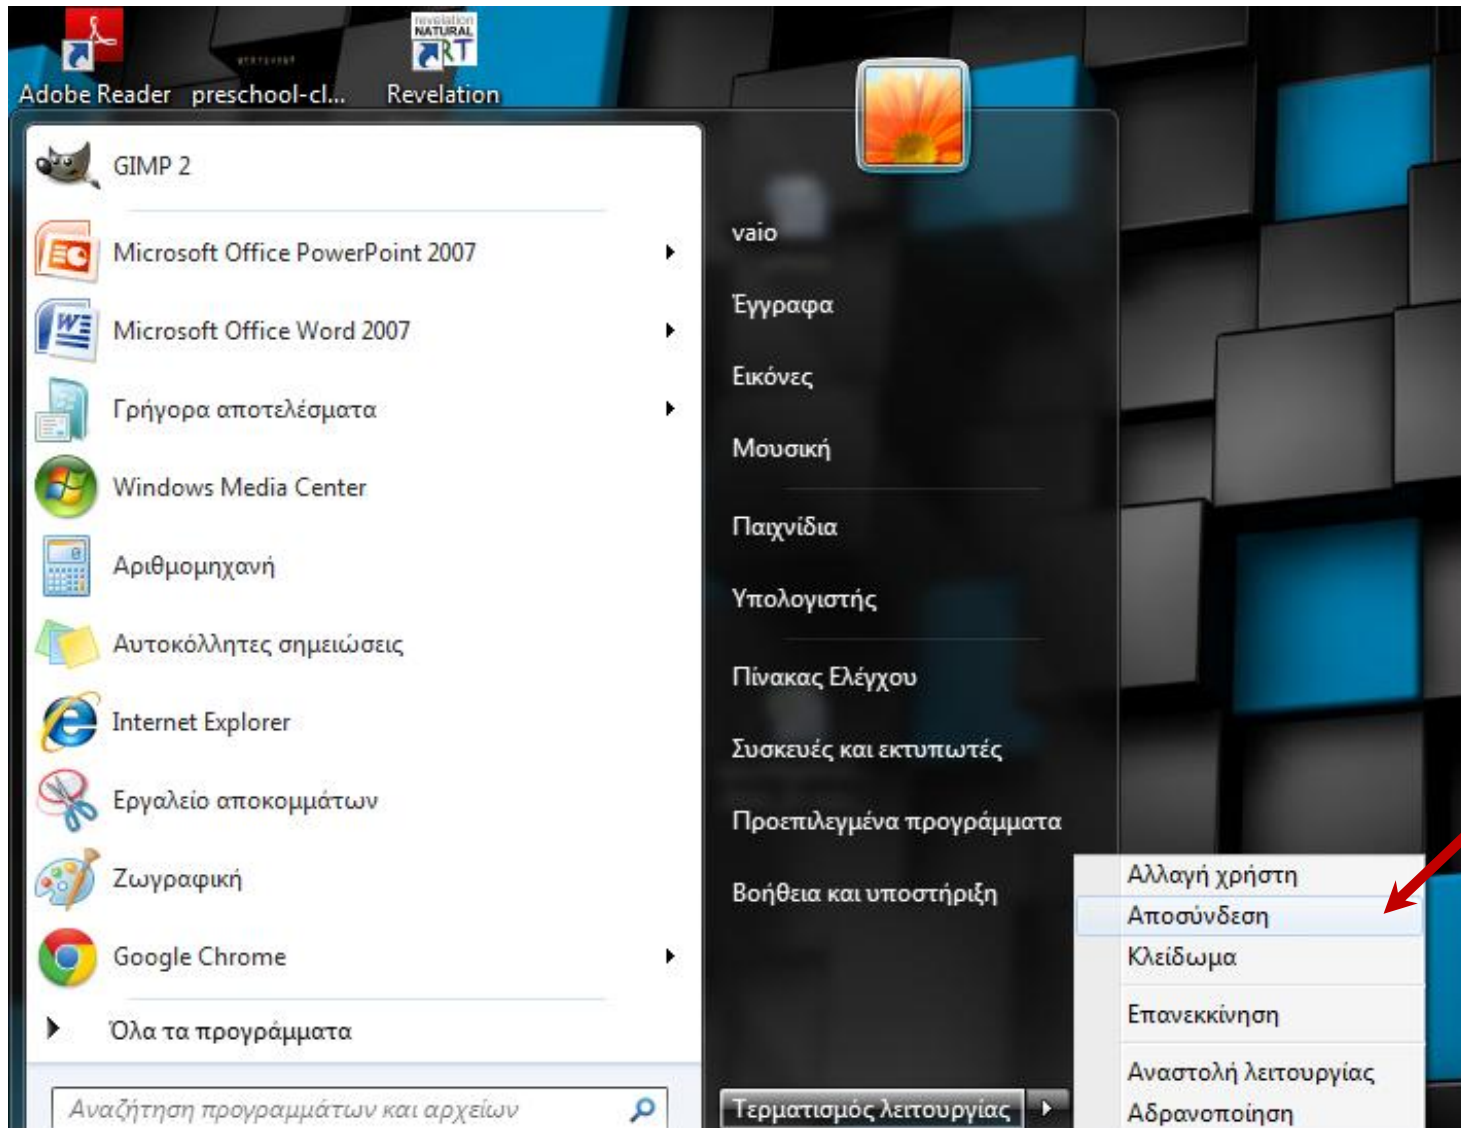 revelation
NATURAL
ART
Adobe Reader
preschool-cl...
Revelation
GIMP 2
Microsoft Office PowerPoint 2007
Microsoft Office Word 2007
Γρήγορα αποτελέσματα
Windows Media Center
Αριθμομηχανή
Αυτοκόλλητες σημειώσεις
Internet Explorer
Εργαλείο αποκομμάτων
Ζωγραφική
Google Chrome
Όλα τα προγράμματα
Αναζήτηση προγραμμάτων και αρχείων
vaio
Έγγραφα
Εικόνες
Μουσική
Παιχνίδια
Υπολογιστής
Πίνακας Ελέγχου
Συσκευές και εκτυπωτές
Προεπιλεγμένα προγράμματα
Βοήθεια και υποστήριξη
Τερματισμός λειτουργίας
Αλλαγή χρήστη
Αποσύνδεση
Κλείδωμα
Επανεκκίνηση
Αναστολή λειτουργίας
Αδρανοποίηση